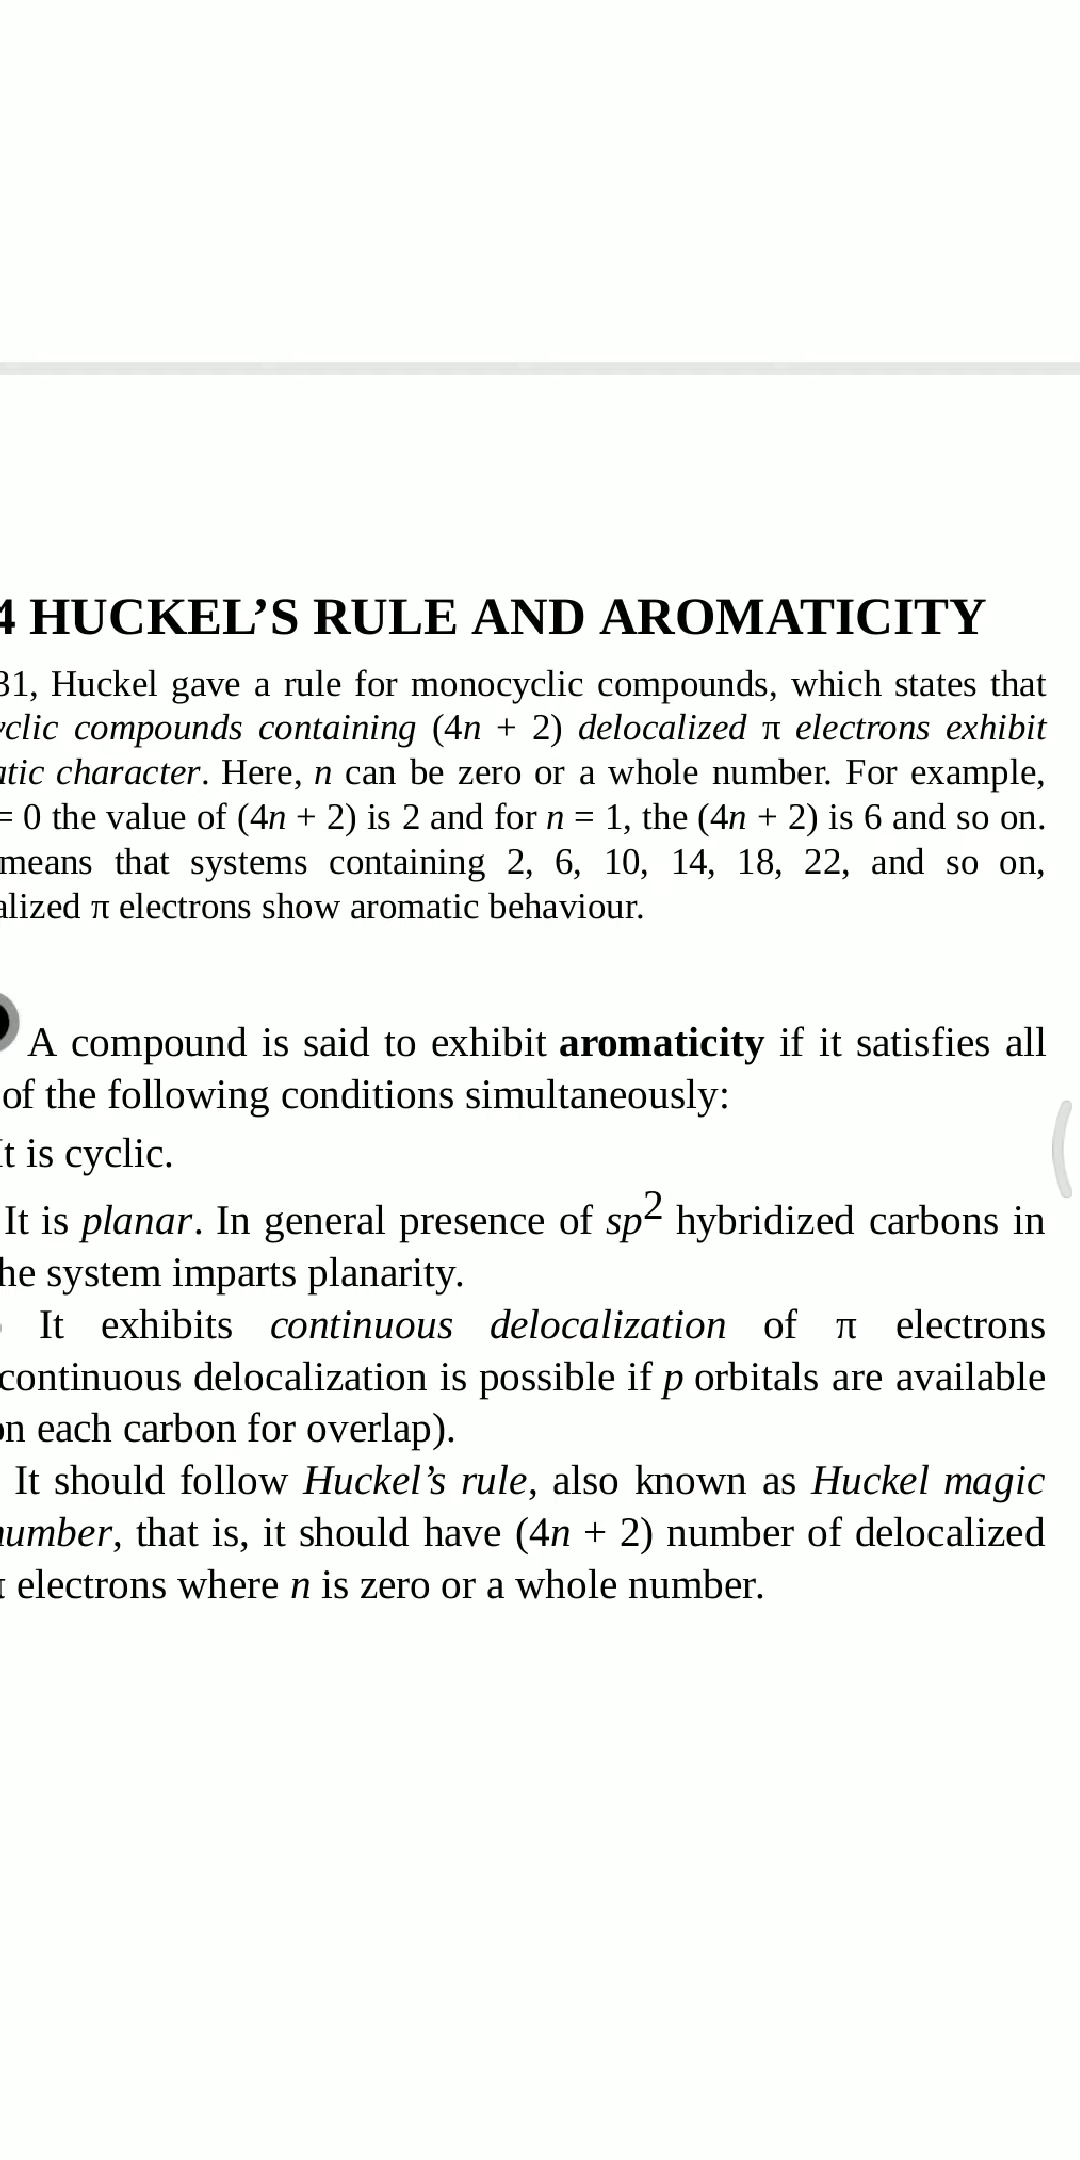 4 HUCKEL’S RULE AND AROMATICITY
31, Huckel gave a rule for monocyclic compounds, which states that
yclic compounds containing (4n + 2) delocalized π electrons exhibit
atic character. Here, n can be zero or a whole number. For example,
= 0 the value of (4n + 2) is 2 and for n = 1, the (4n + 2) is 6 and so on.
means that systems containing 2, 6, 10, 14, 18, 22, and so on,
alized π electrons show aromatic behaviour.
A compound is said to exhibit aromaticity if it satisfies all
of the following conditions simultaneously:
It is cyclic.
It is planar. In general presence of sp² hybridized carbons in
he system imparts planarity.
It exhibits continuous delocalization of π electrons
continuous delocalization is possible if p orbitals are available
on each carbon for overlap).
It should follow Huckel’s rule, also known as Huckel magic
number, that is, it should have (4n + 2) number of delocalized
π electrons where n is zero or a whole number.